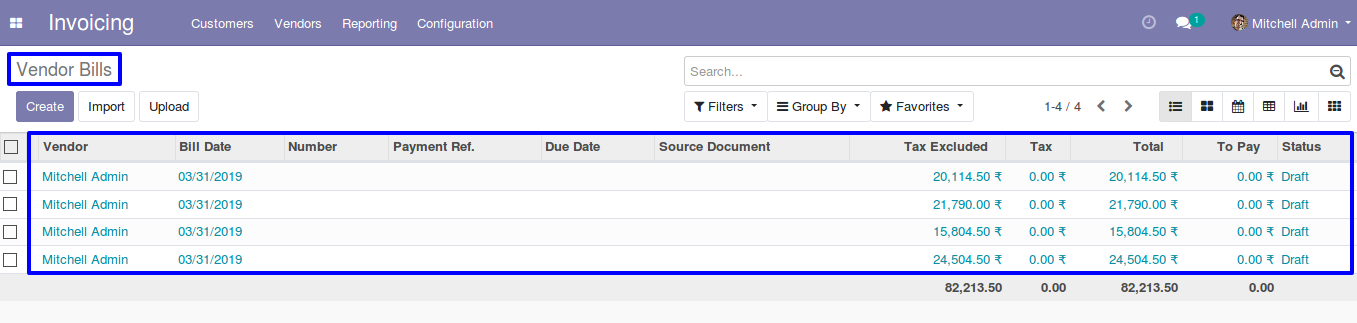 Invoicing Customers Vendors Reporting Configuration 1 Mitchell Admin
Vendor Bills Search...
Create Import Upload Filters Group By Favorites 1-4 / 4
Vendor Bill Date Number Payment Ref. Due Date Source Document Tax Excluded Tax Total To Pay Status
Mitchell Admin 03/31/2019 20,114.50 ₹ 0.00 ₹ 20,114.50 ₹ 0.00 ₹ Draft
Mitchell Admin 03/31/2019 21,790.00 ₹ 0.00 ₹ 21,790.00 ₹ 0.00 ₹ Draft
Mitchell Admin 03/31/2019 15,804.50 ₹ 0.00 ₹ 15,804.50 ₹ 0.00 ₹ Draft
Mitchell Admin 03/31/2019 24,504.50 ₹ 0.00 ₹ 24,504.50 ₹ 0.00 ₹ Draft
82,213.50 0.00 82,213.50 0.00